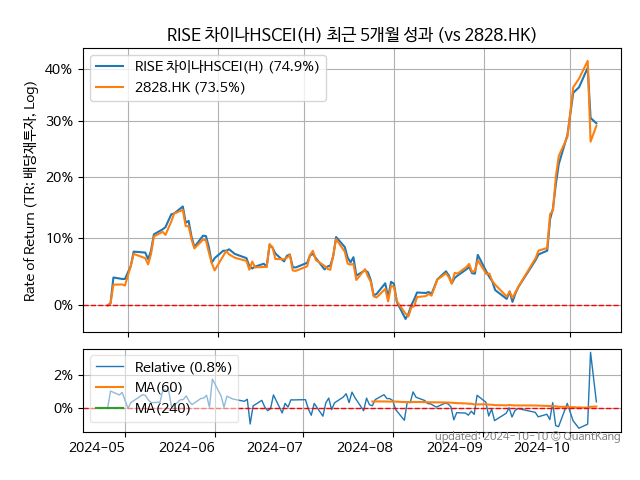 RISE 차이나HSCEI(H) 최근 5개월 성과 (vs 2828.HK)
RISE 차이나HSCEI(H) (74.9%)
2828.HK (73.5%)
Rate of Return (TR; 배당재투자, Log)
40%
30%
20%
10%
0%
Relative (0.8%)
MA(60)
MA(240)
2%
0%
2024-05
2024-06
2024-07
2024-08
2024-09
2024-10
updated: 2024-10-10 © QuantKang